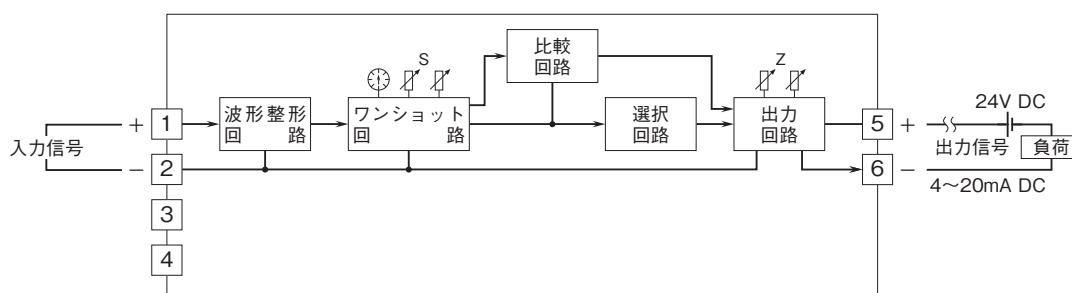 比較
回路
S
Z
波形整形
回　　路
ワンショット
回　　　路
選択
回路
出力
回路
24V DC
入力信号
+
1
−
2
3
4
5
+
6
−
出力信号
負荷
4〜20mA DC